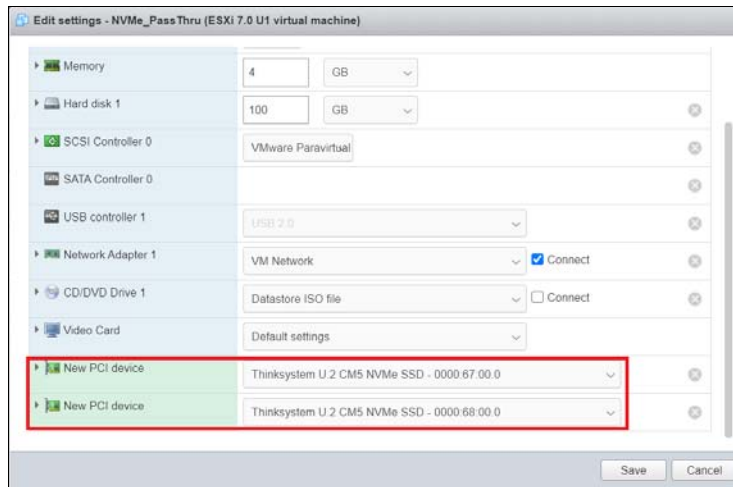 Edit settings - NVMe_PassThru (ESXi 7.0 U1 virtual machine)
Memory 4 GB
Hard disk 1 100 GB
SCSI Controller 0 VMware Paravirtual
SATA Controller 0
USB controller 1 USB 2.0
Network Adapter 1 VM Network Connect
CD/DVD Drive 1 Datastore ISO file Connect
Video Card Default settings
New PCI device Thinksystem U.2 CM5 NVMe SSD - 0000:67:00.0
New PCI device Thinksystem U.2 CM5 NVMe SSD - 0000:68:00.0
Save Cancel